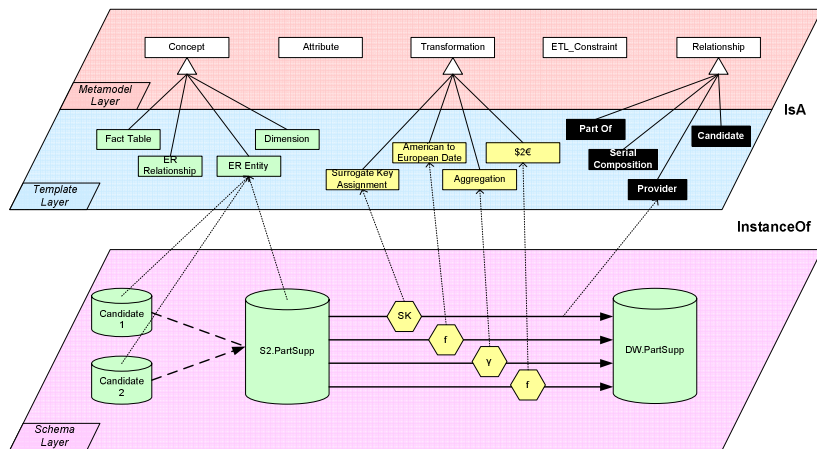 Concept
Attribute
Transformation
ETL_Constraint
Relationship
Metamodel
Layer
IsA
Fact Table
ER
Relationship
ER Entity
Dimension
American to
European Date
$2€
Surrogate Key
Assignment
Aggregation
Part Of
Serial
Composition
Candidate
Provider
Template
Layer
InstanceOf
Candidate
1
S2.PartSupp
SK
f
γ
f
DW.PartSupp
Candidate
2
Schema
Layer